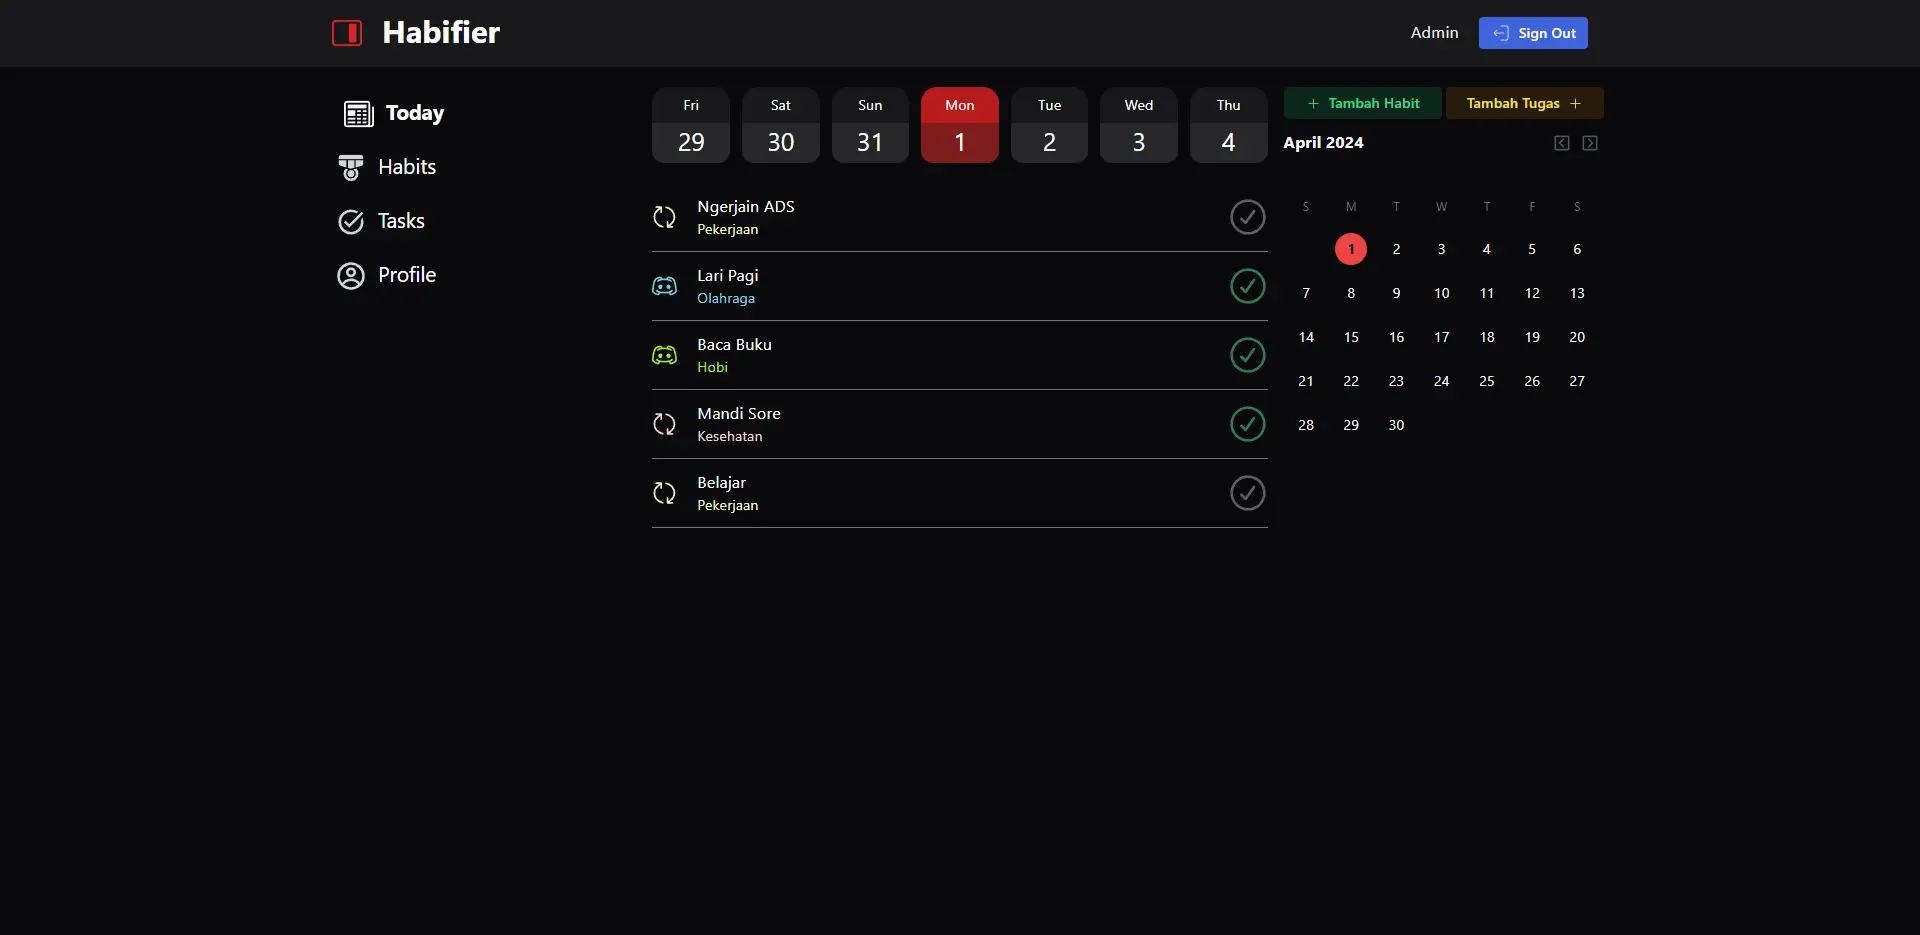 Habifier
Admin
Sign Out
Today
Habits
Tasks
Profile
Fri Sat Sun Mon Tue Wed Thu
29 30 31 1 2 3 4
Ngerjain ADS
Pekerjaan
Lari Pagi
Olahraga
Baca Buku
Hobi
Mandi Sore
Kesehatan
Belajar
Pekerjaan
+ Tambah Habit
Tambah Tugas +
April 2024
S M T W T F S
1 2 3 4 5 6
7 8 9 10 11 12 13
14 15 16 17 18 19 20
21 22 23 24 25 26 27
28 29 30